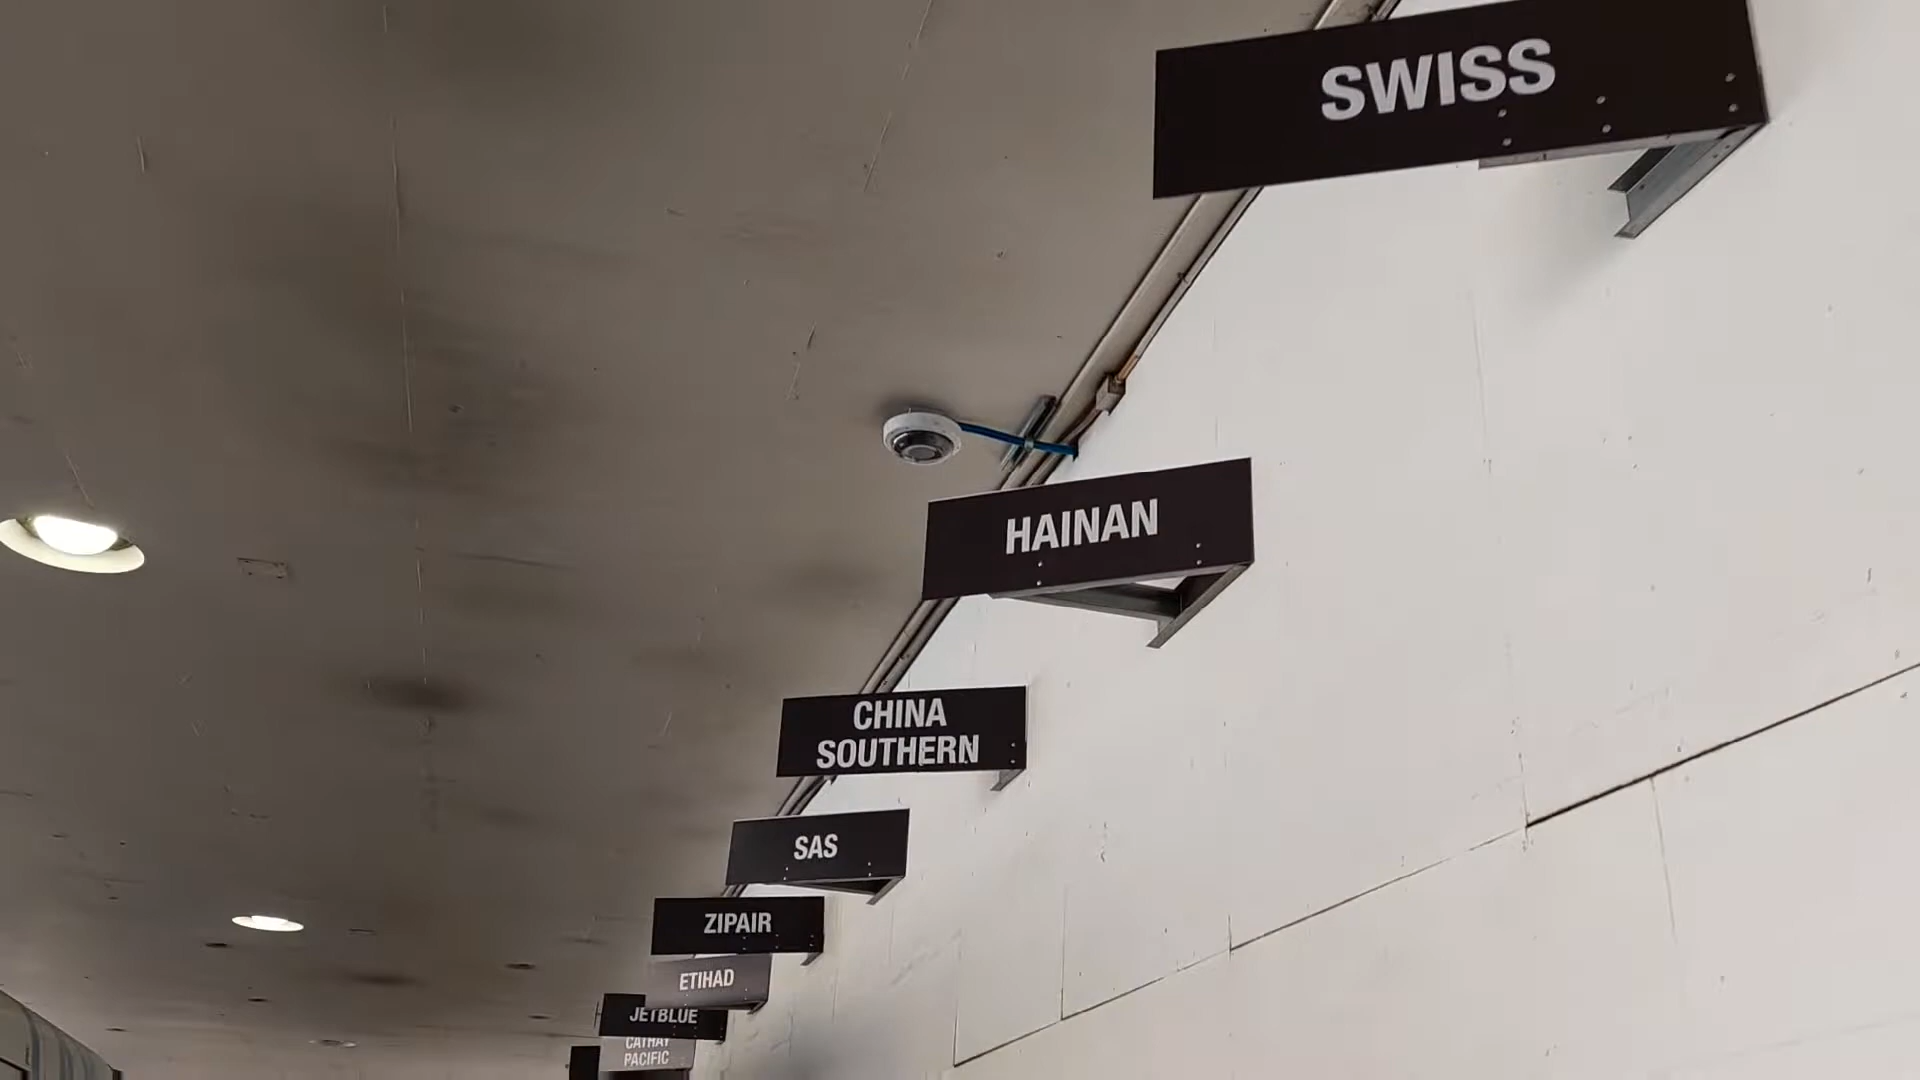 SWISS
HAINAN
CHINA
SOUTHERN
SAS
ZIPAIR
ETIHAD
JETBLUE
CATHAY
PACIFIC